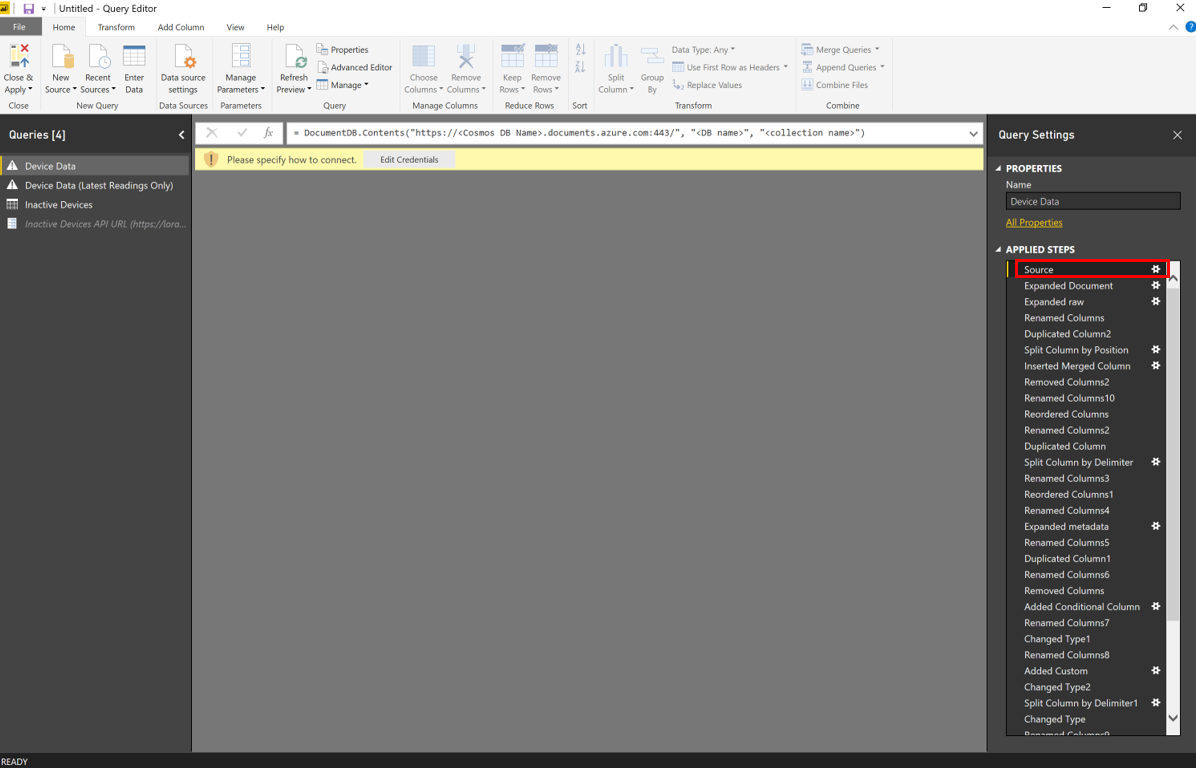 Untitled - Query Editor
File Home Transform Add Column View Help
Close & Apply
Close
New Source
Recent Sources
Enter Data
New Query
Data source settings
Data Sources
Manage Parameters
Parameters
Refresh Preview
Properties
Advanced Editor
Manage
Query
Choose Columns
Remove Columns
Manage Columns
Keep Rows
Remove Rows
Reduce Rows
Sort
Split Column
Group By
Data Type: Any
Use First Row as Headers
Replace Values
Transform
Merge Queries
Append Queries
Combine Files
Combine
Queries [4]
Device Data
Device Data (Latest Readings Only)
Inactive Devices
Inactive Devices API URL (https://lora...
fx = DocumentDB.Contents("https://<Cosmos DB Name>.documents.azure.com:443/", "<DB name>", "<collection name>")
Please specify how to connect. Edit Credentials
Query Settings
PROPERTIES
Name
Device Data
All Properties
APPLIED STEPS
Source
Expanded Document
Expanded raw
Renamed Columns
Duplicated Column2
Split Column by Position
Inserted Merged Column
Removed Columns2
Renamed Columns10
Reordered Columns
Renamed Columns2
Duplicated Column
Split Column by Delimiter
Renamed Columns3
Reordered Columns1
Renamed Columns4
Expanded metadata
Renamed Columns5
Duplicated Column1
Renamed Columns6
Removed Columns
Added Conditional Column
Renamed Columns7
Changed Type1
Renamed Columns8
Added Custom
Changed Type2
Split Column by Delimiter1
Changed Type
Renamed Columns9
READY